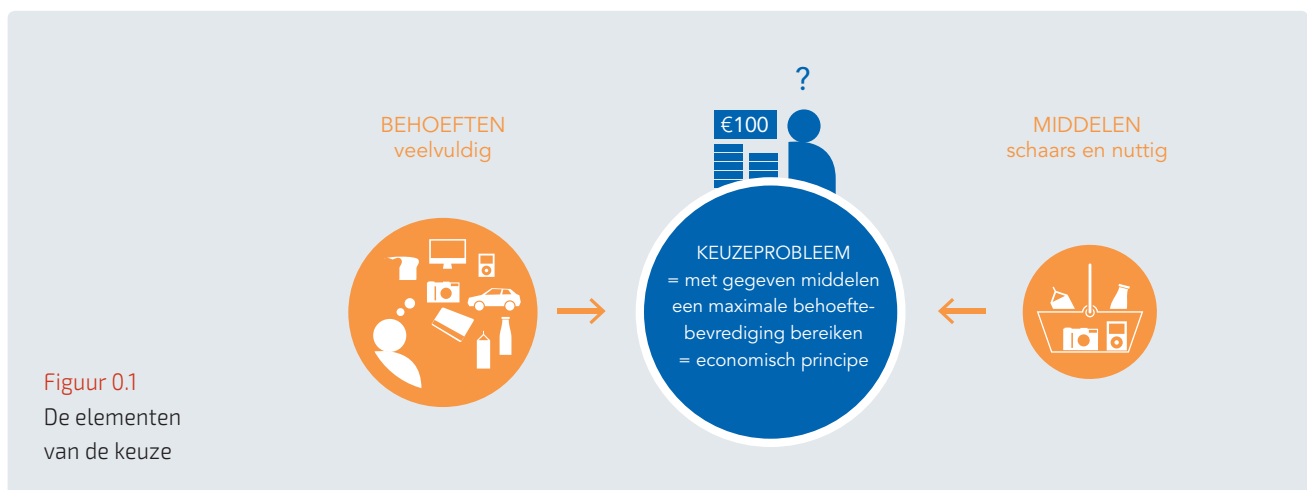 ?
€100
BEHOEFTEN
veelvuldig
MIDDELEN
schaars en nuttig
KEUZEPROBLEEM
= met gegeven middelen
een maximale behoefte-
bevrediging bereiken
= economisch principe
Figuur 0.1
De elementen
van de keuze